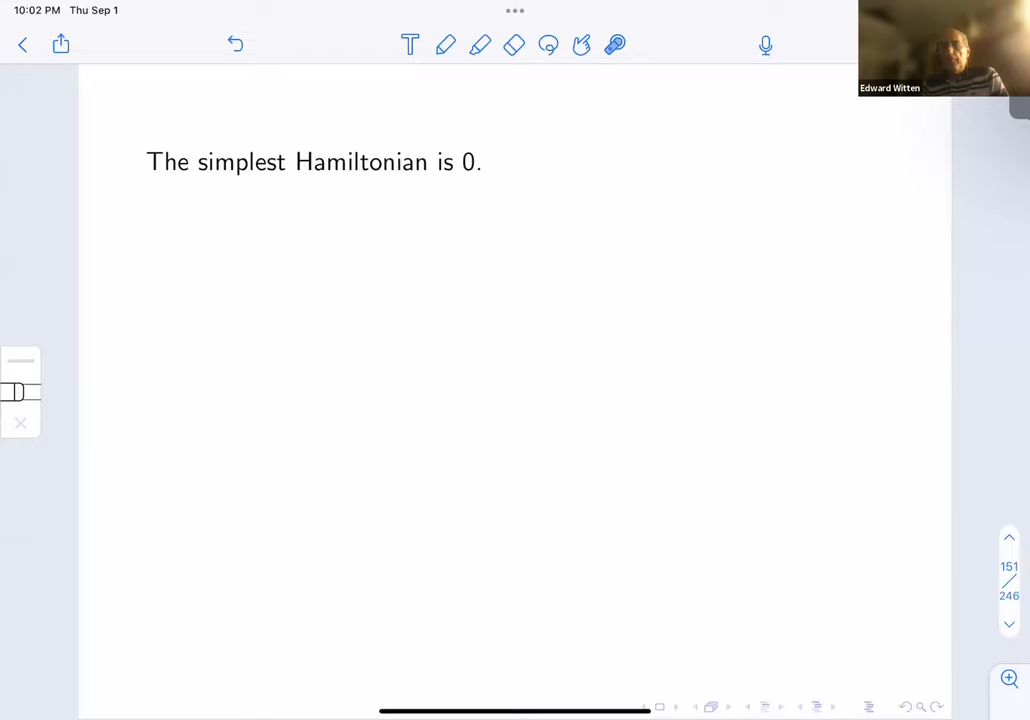 10:02 PM Thu Sep 1
Edward Witten
The simplest Hamiltonian is 0.
151
246